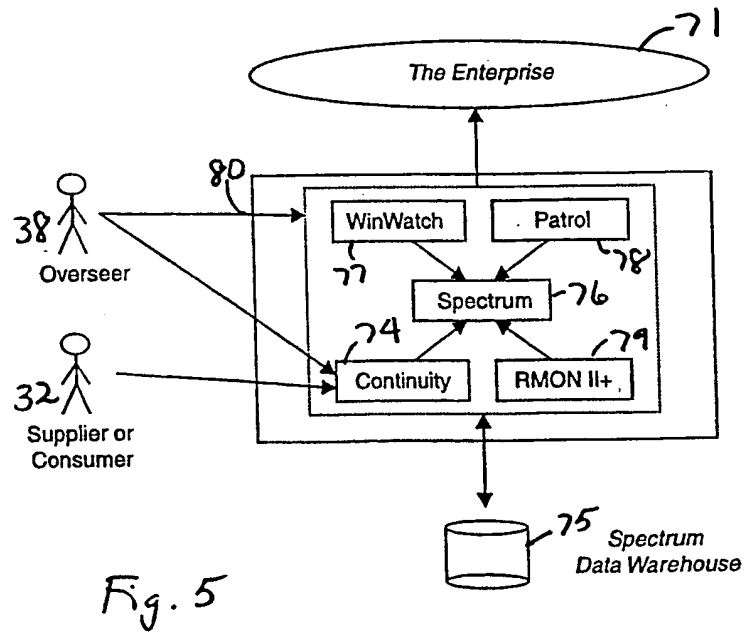 71
The Enterprise
80
38
Overseer
WinWatch
Patrol
77
78
Spectrum
76
74
79
Continuity
RMON II+
32
Supplier or
Consumer
75
Spectrum
Data Warehouse
Fig. 5